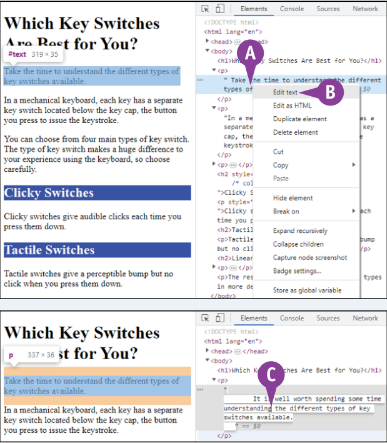 Which Key Switches
Are Best for You?
#text 319 × 35
Take the time to understand the different types of
key switches available.
In a mechanical keyboard, each key has a separate
key switch located below the key cap, the button
you press to issue the keystroke.
You can choose from four main types of key switch.
The type of key switch makes a huge difference to
your experience using the keyboard, so choose
carefully.
Clicky Switches
Clicky switches give audible clicks each time you
press them down.
Tactile Switches
Tactile switches give a perceptible bump but no
click when you press them down.
Elements Console Sources Network
<!DOCTYPE html>
<html lang="en">
<head> </head>
<body>
Switches Are Best for You?</h1>
<p>
" Take the time to understand the different
types of
</p>
<p>
"In a me
separate
cap, the
keystrok
</p>
<h2 style="
/* col
">Clicky S
<p style="
">Clicky s
time you p
<h2>Tactil
<p>Tactile
but no cli
<h2>Linear
<p> </p>
<p>The res
in more de
A
B
Edit text
Edit as HTML
Duplicate element
Delete element
Cut
Copy
Paste
Hide element
Break on
Expand recursively
Collapse children
Capture node screenshot
Badge settings...
Store as global variable
Which Key Switches
st for You?
p 337 × 36
Take the time to understand the different types of
key switches available.
In a mechanical keyboard, each key has a separate
key switch located below the key cap, the button
you press to issue the keystroke.
Elements Console Sources Network
<!DOCTYPE html>
<html lang="en">
<head> </head>
<body>
<h1>Which Key Switches Are Best for You?</h1>
<p>
"
It is well worth spending some time
understanding the different types of key
switches available.
" == $0
</p>
C